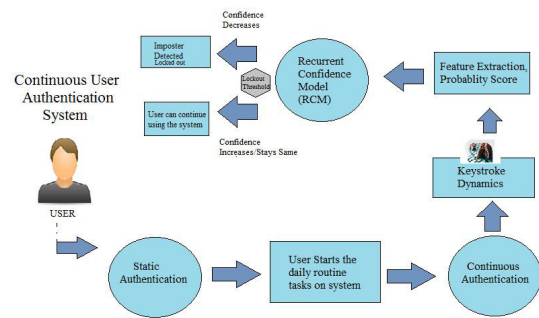 Confidence
Decreases
Imposter
Detected
Locked out
Lockout
Threshold
Recurrent
Confidence
Model
(RCM)
Feature Extraction,
Probablity Score
Continuous User
Authentication
System
User can continue
using the system
Confidence
Increases/Stays Same
Keystroke
Dynamics
USER
Static
Authentication
User Starts the
daily routine
tasks on system
Continuous
Authentication